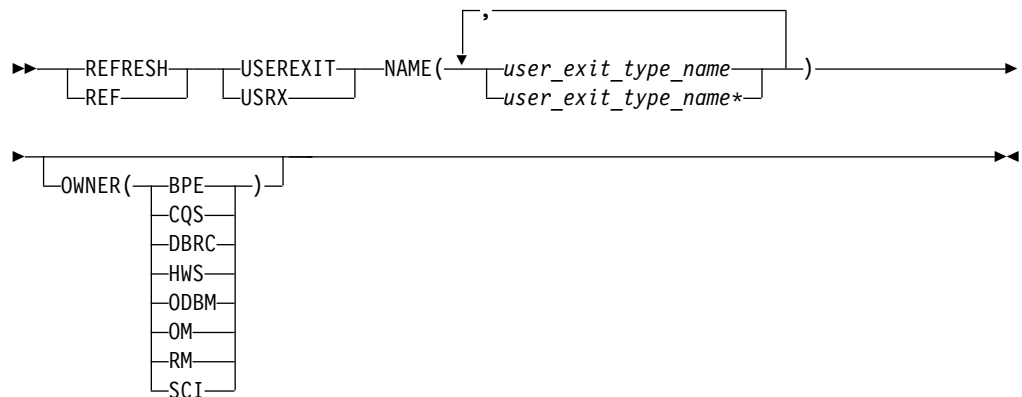 ,
REFRESH USEREXIT NAME( user_exit_type_name )
REF USRX user_exit_type_name*
OWNER( BPE )
CQS
DBRC
HWS
ODBM
OM
RM
SCI